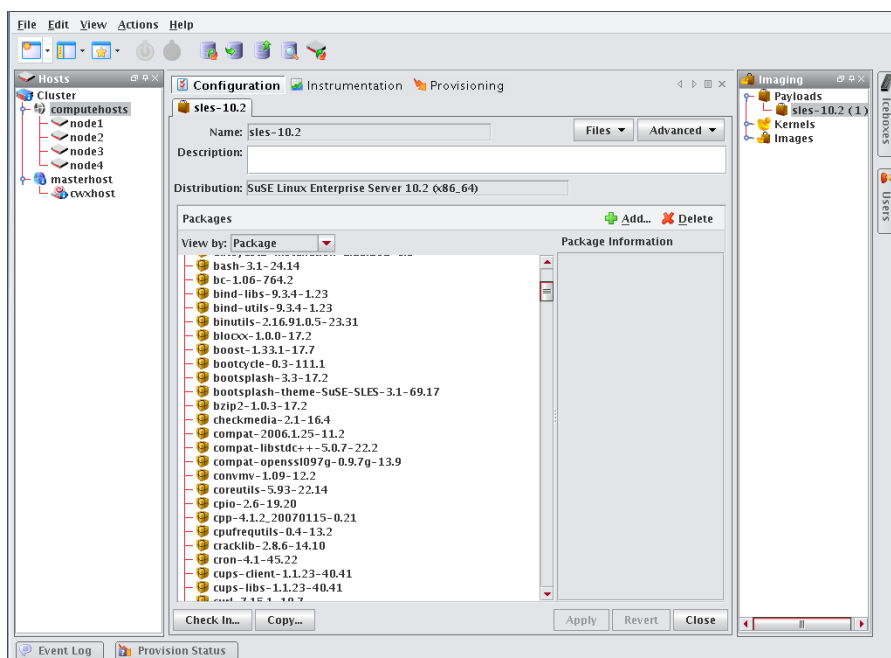 File Edit View Actions Help
Hosts
Cluster
computehosts
node1
node2
node3
node4
masterhost
cwxhost
Configuration Instrumentation Provisioning
sles-10.2
Name: sles-10.2
Files Advanced
Description:
Distribution: SuSE Linux Enterprise Server 10.2 (x86_64)
Packages
Add... Delete
View by: Package
Package Information
bash-3.1-24.14
bc-1.06-764.2
bind-libs-9.3.4-1.23
bind-utils-9.3.4-1.23
binutils-2.16.91.0.5-23.31
blocxx-1.0.0-17.2
boost-1.33.1-17.7
bootcycle-0.3-111.1
bootsplash-3.3-17.2
bootsplash-theme-SuSE-SLES-3.1-69.17
bzip2-1.0.3-17.2
checkmedia-2.1-16.4
compat-2006.1.25-11.2
compat-libstdc++-5.0.7-22.2
compat-openssl097g-0.9.7g-13.9
convmv-1.09-12.2
coreutils-5.93-22.14
cpio-2.6-19.20
cpp-4.1.2_20070115-0.21
cpufrequtils-0.4-13.2
cracklib-2.8.6-14.10
cron-4.1-45.22
cups-client-1.1.23-40.41
cups-libs-1.1.23-40.41
Check In... Copy... Apply Revert Close
Imaging
Payloads
sles-10.2 (1)
Kernels
Images
Iceboxes
Users
Event Log Provision Status